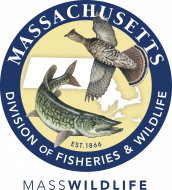 MASSACHUSETTS
EST.1866
DIVISION OF FISHERIES & WILDLIFE
MASSWILDLIFE